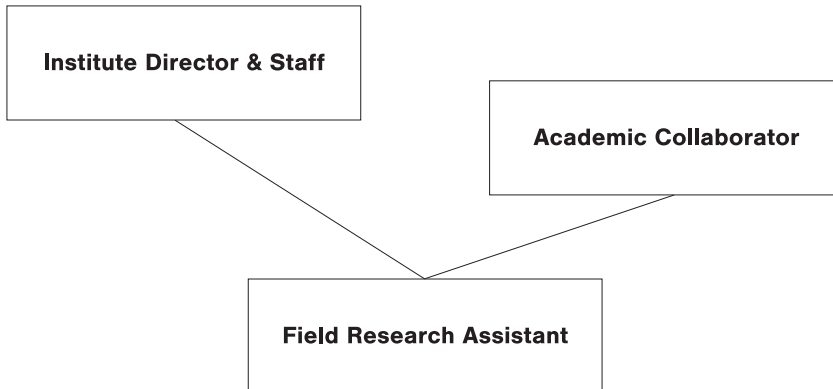 Institute Director & Staff
Academic Collaborator
Field Research Assistant